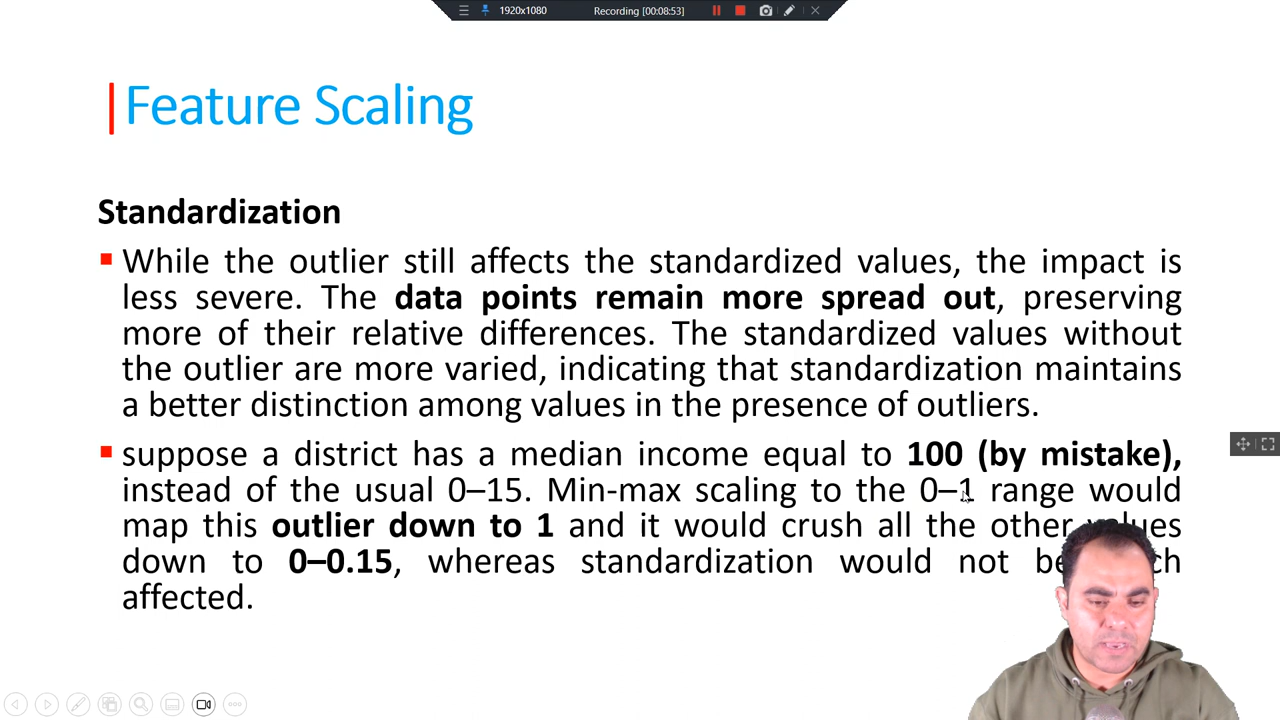 1920x1080 Recording [00:08:53]
|Feature Scaling
Standardization
While the outlier still affects the standardized values, the impact is
less severe. The data points remain more spread out, preserving
more of their relative differences. The standardized values without
the outlier are more varied, indicating that standardization maintains
a better distinction among values in the presence of outliers.
suppose a district has a median income equal to 100 (by mistake),
instead of the usual 0–15. Min-max scaling to the 0–1 range would
map this outlier down to 1 and it would crush all the other values
down to 0–0.15, whereas standardization would not be
affected.